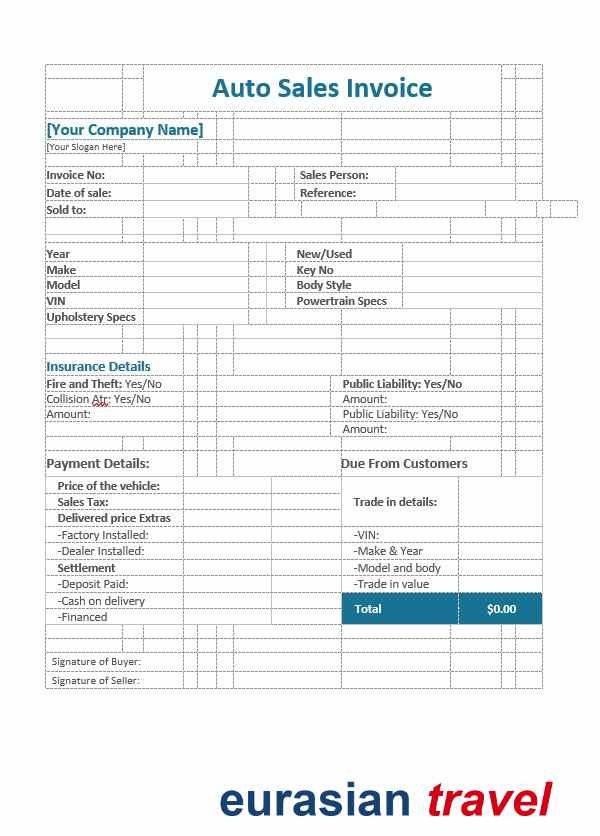 Auto Sales Invoice
[Your Company Name]
[Your Slogan Here]
Invoice No: Sales Person:
Date of sale: Reference:
Sold to:
Year New/Used
Make Key No
Model Body Style
VIN Powertrain Specs
Upholstery Specs
Insurance Details
Fire and Theft: Yes/No Public Liability: Yes/No
Collision Atr: Yes/No Amount:
Amount: Public Liability: Yes/No
Amount:
Payment Details: Due From Customers
Price of the vehicle:
Sales Tax: Trade in details:
Delivered price Extras
-Factory Installed: -VIN:
-Dealer Installed: -Make & Year
Settlement -Model and body
-Deposit Paid: -Trade in value
-Cash on delivery Total $0.00
-Financed
Signature of Buyer:
Signature of Seller:
eurasian travel